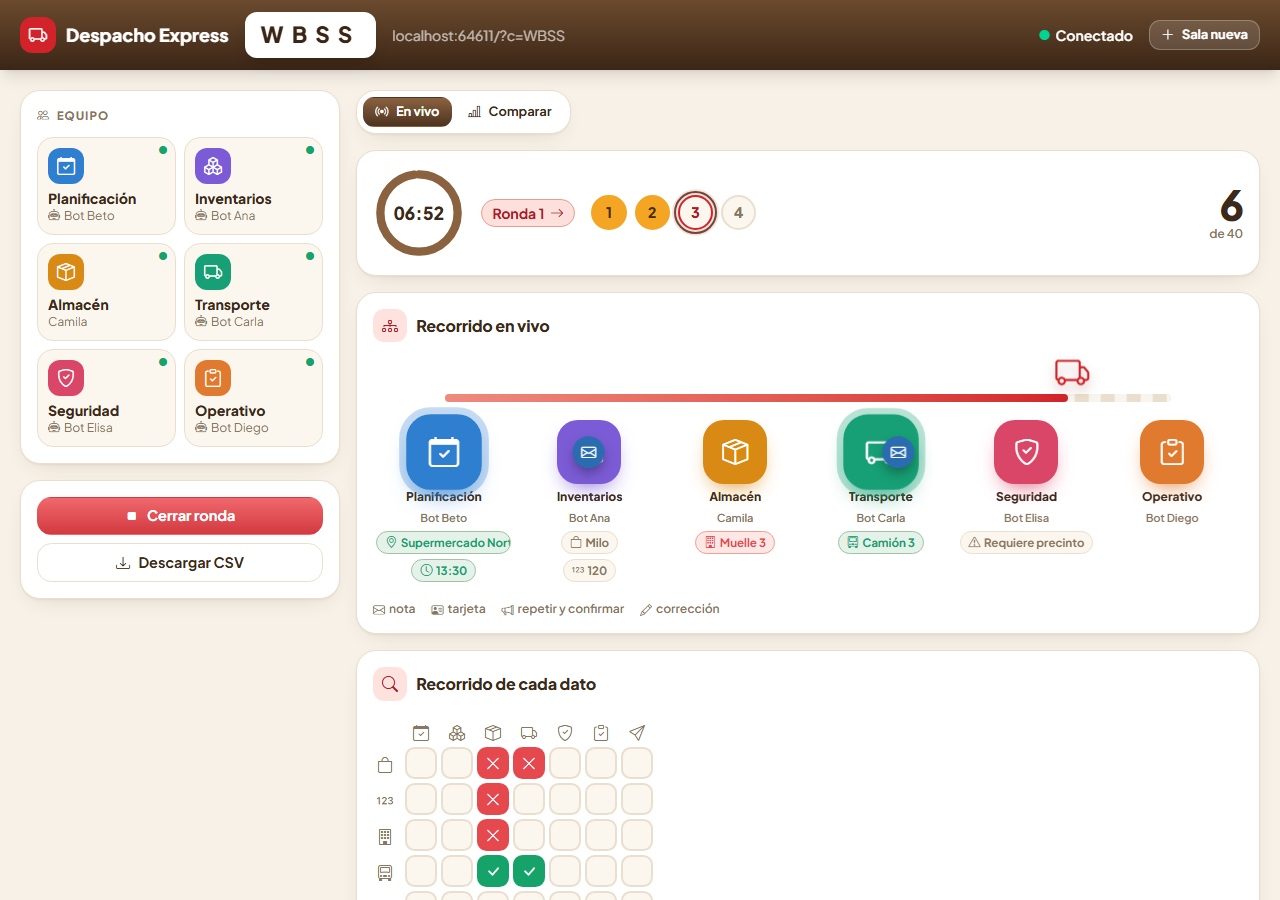 Despacho Express
WBSS
localhost:64611/?c=WBSS
Conectado
Sala nueva
EQUIPO
Planificación
Bot Beto
Inventarios
Bot Ana
Almacén
Camila
Transporte
Bot Carla
Seguridad
Bot Elisa
Operativo
Bot Diego
Cerrar ronda
Descargar CSV
En vivo
Comparar
06:52
Ronda 1 →
1
2
3
4
6
de 40
Recorrido en vivo
Planificación
Inventarios
Almacén
Transporte
Seguridad
Operativo
Bot Beto
Bot Ana
Camila
Bot Carla
Bot Elisa
Bot Diego
Supermercado Nort
Milo
Muelle 3
Camión 3
Requiere precinto
13:30
123 120
nota
tarjeta
repetir y confirmar
corrección
Recorrido de cada dato
123